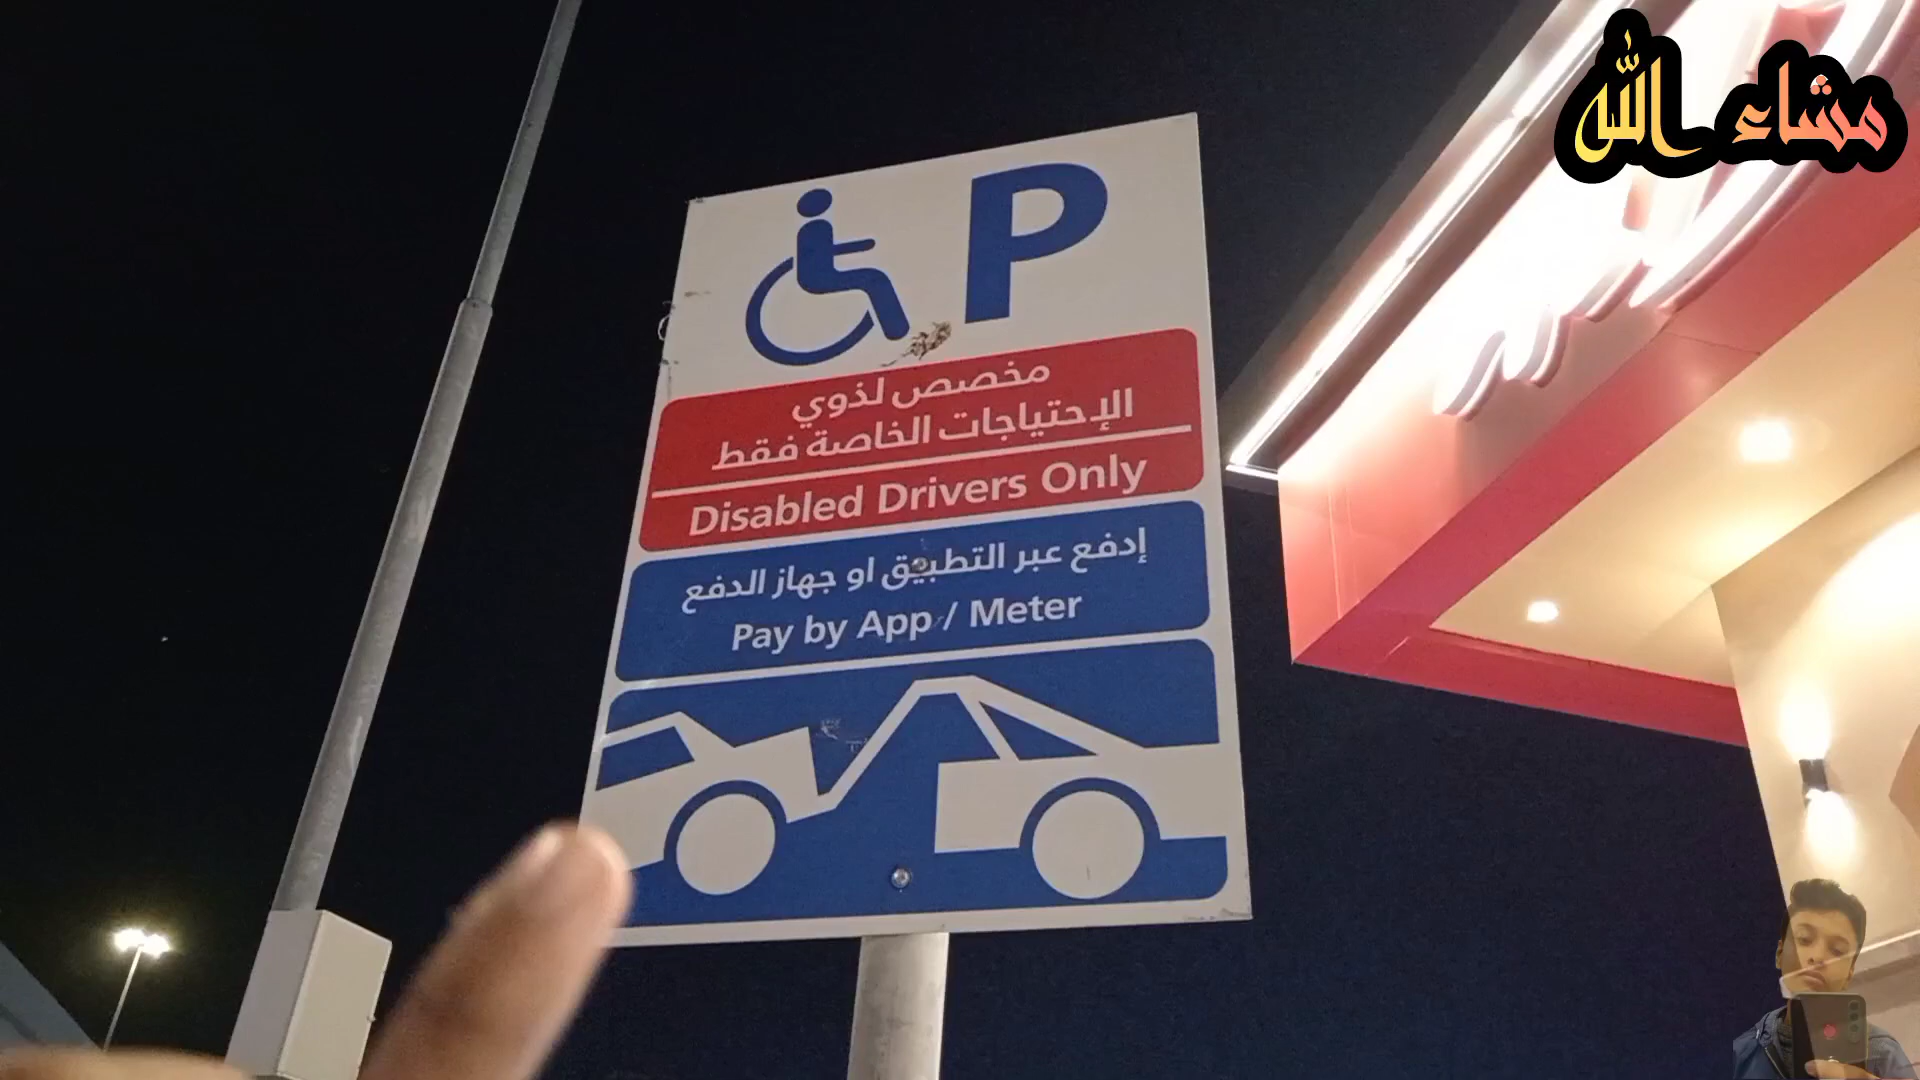 مشاء الله
P
مخصص لذوي
الإحتياجات الخاصة فقط
Disabled Drivers Only
إدفع عبر التطبيق او جهاز الدفع
Pay by App / Meter